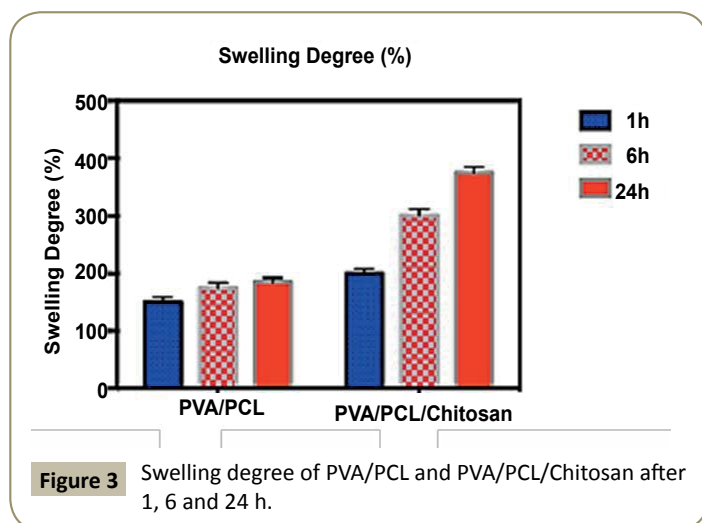 Swelling Degree (%)
500
400
300
200
100
0
Swelling Degree (%)
PVA/PCL
PVA/PCL/Chitosan
1h
6h
24h
Figure 3 Swelling degree of PVA/PCL and PVA/PCL/Chitosan after
1, 6 and 24 h.